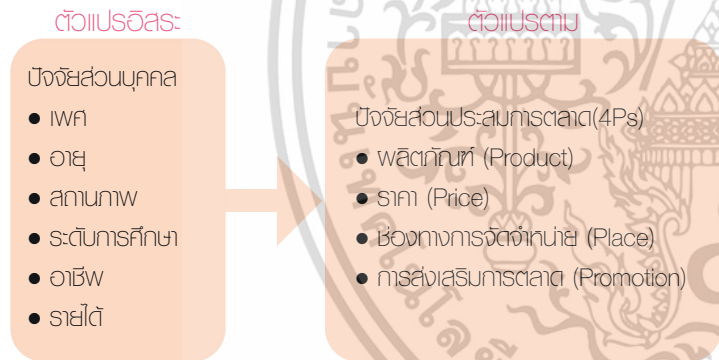 ตัวแปรอิสระ
ปัจจัยส่วนบุคคล
● เพศ
● อายุ
● สถานภาพ
● ระดับการศึกษา
● อาชีพ
● รายได้
ตัวแปรตาม
ปัจจัยส่วนประสมการตลาด(4Ps)
● ผลิตภัณฑ์ (Product)
● ราคา (Price)
● ช่องทางการจัดจำหน่าย (Place)
● การส่งเสริมการตลาด (Promotion)